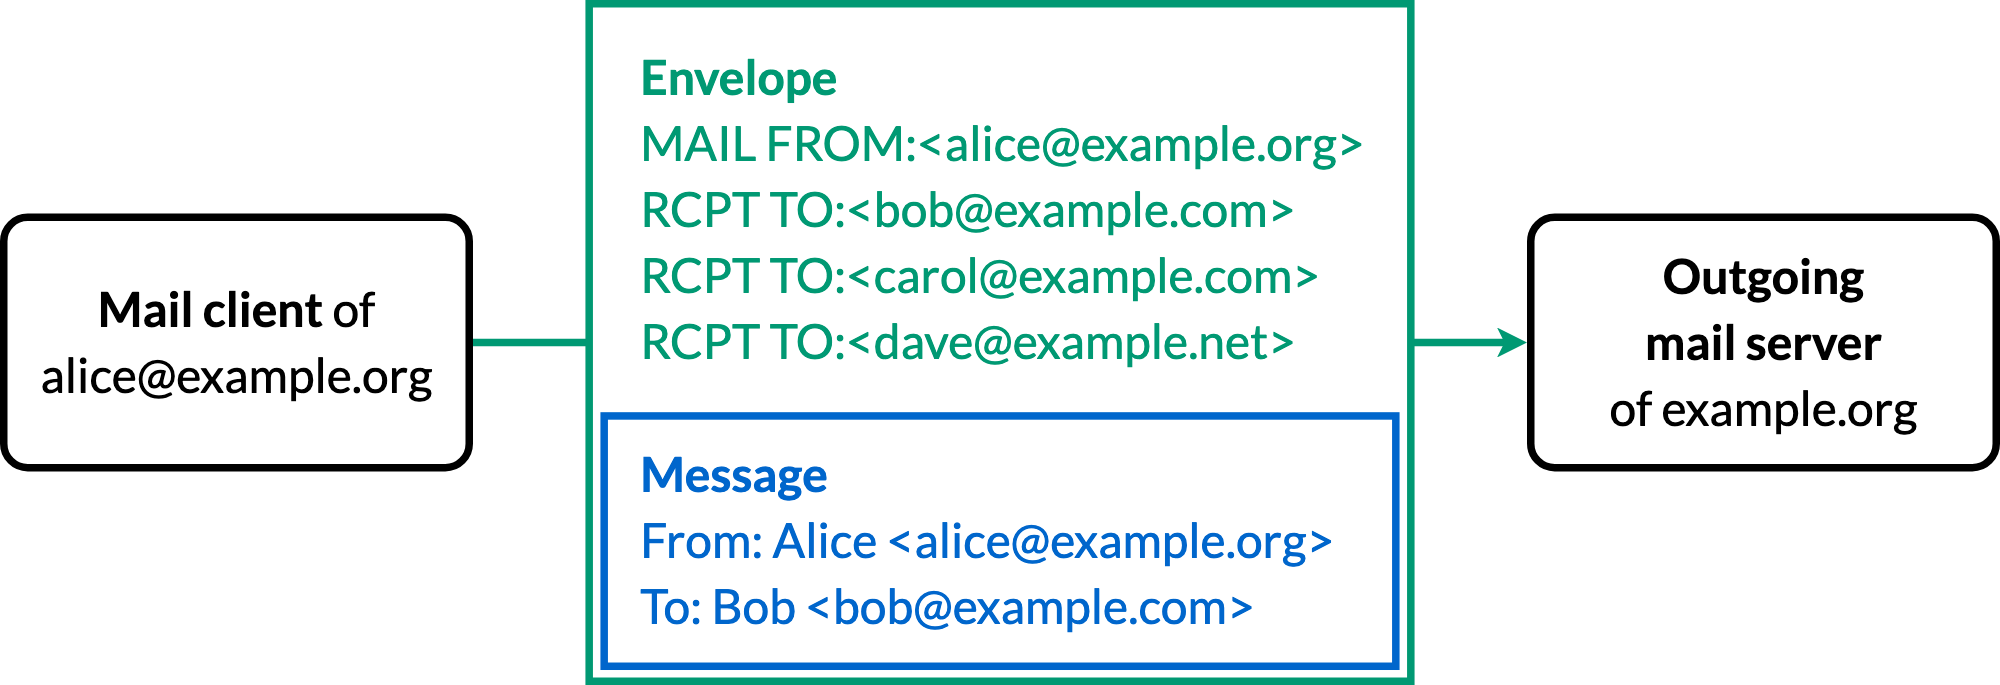 Mail client of
alice@example.org
Envelope
MAIL FROM:<alice@example.org>
RCPT TO:<bob@example.com>
RCPT TO:<carol@example.com>
RCPT TO:<dave@example.net>
Message
From: Alice <alice@example.org>
To: Bob <bob@example.com>
Outgoing
mail server
of example.org